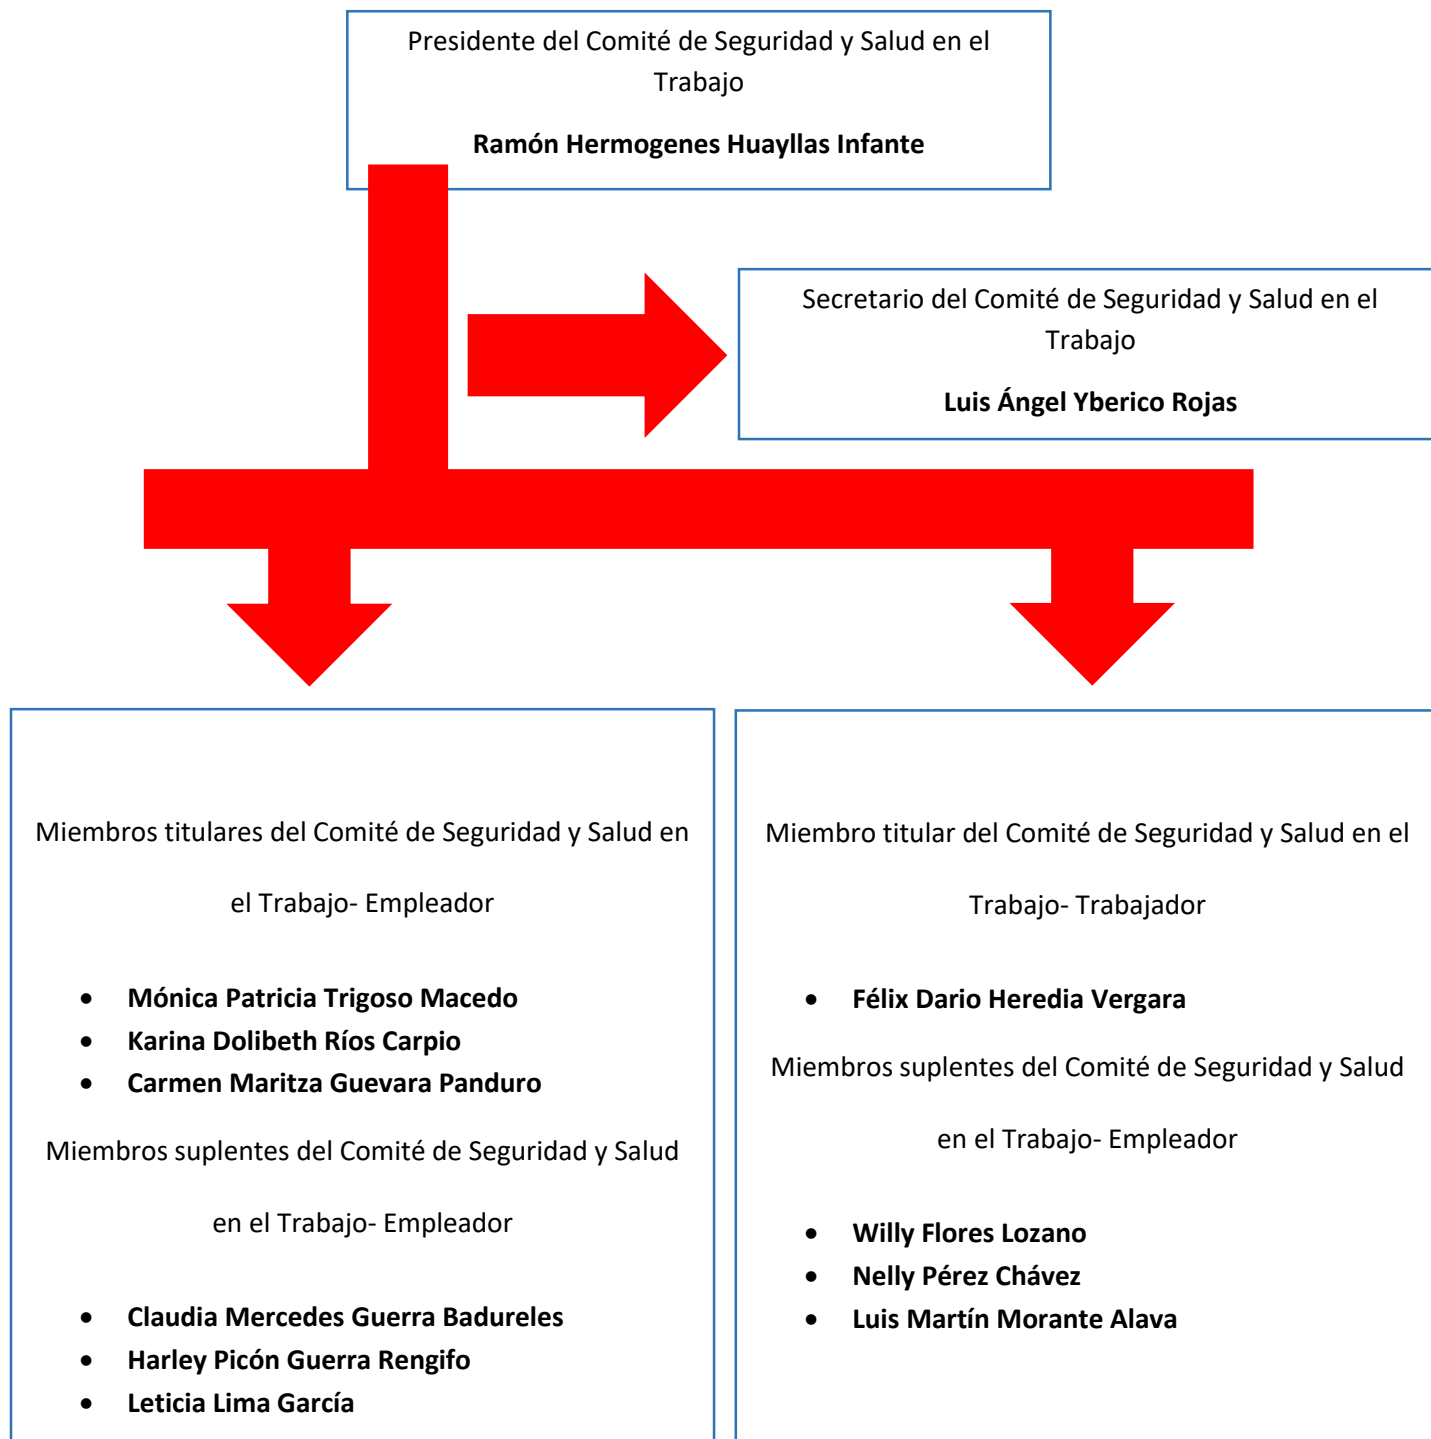 Presidente del Comité de Seguridad y Salud en el
Trabajo
Ramón Hermogenes Huayllas Infante
Secretario del Comité de Seguridad y Salud en el
Trabajo
Luis Ángel Yberico Rojas
Miembros titulares del Comité de Seguridad y Salud en
el Trabajo- Empleador
• Mónica Patricia Trigoso Macedo
• Karina Dolibeth Ríos Carpio
• Carmen Maritza Guevara Panduro
Miembros suplentes del Comité de Seguridad y Salud
en el Trabajo- Empleador
• Claudia Mercedes Guerra Badureles
• Harley Picón Guerra Rengifo
• Leticia Lima García
Miembro titular del Comité de Seguridad y Salud en el
Trabajo- Trabajador
• Félix Dario Heredia Vergara
Miembros suplentes del Comité de Seguridad y Salud
en el Trabajo- Empleador
• Willy Flores Lozano
• Nelly Pérez Chávez
• Luis Martín Morante Alava